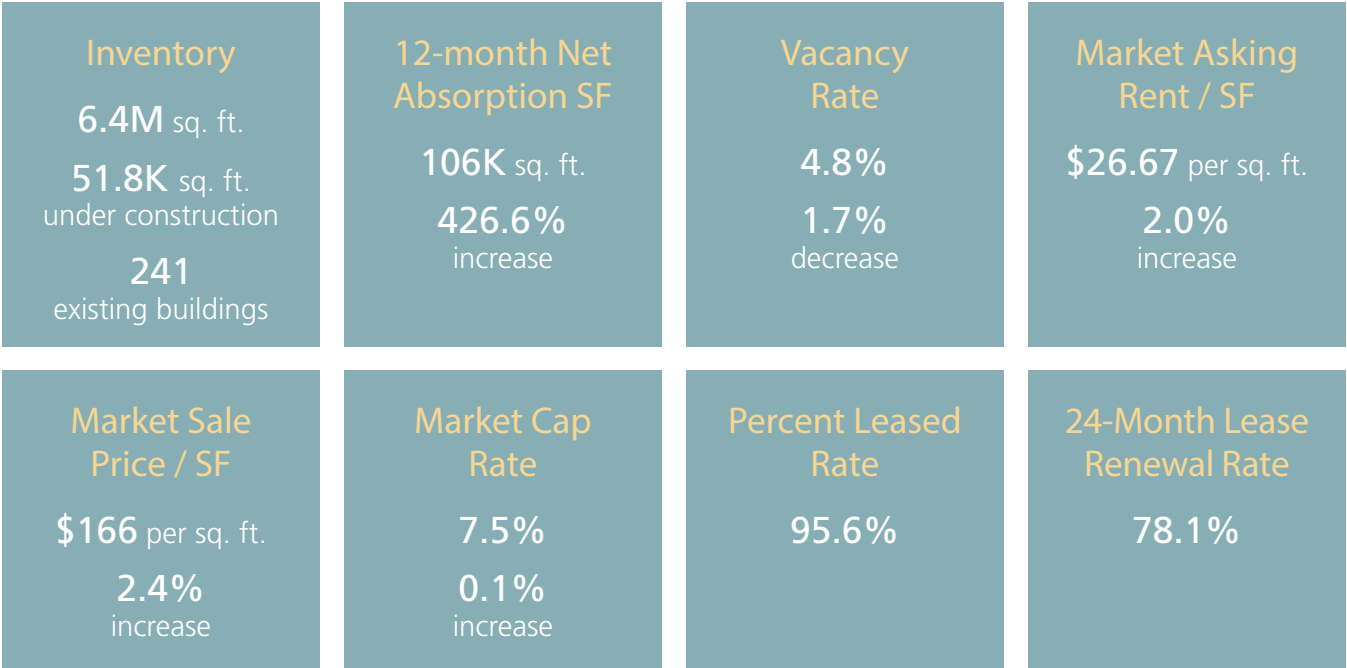 Inventory
6.4M sq. ft.
51.8K sq. ft.
under construction
241
existing buildings
12-month Net
Absorption SF
106K sq. ft.
426.6%
increase
Vacancy
Rate
4.8%
1.7%
decrease
Market Asking
Rent / SF
$26.67 per sq. ft.
2.0%
increase
Market Sale
Price / SF
$166 per sq. ft.
2.4%
increase
Market Cap
Rate
7.5%
0.1%
increase
Percent Leased
Rate
95.6%
24-Month Lease
Renewal Rate
78.1%